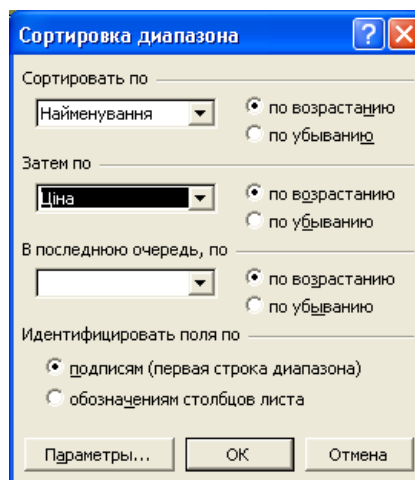 Сортировка диапазона
Сортировать по
Найменування
по возрастанию
по убыванию
Затем по
Ціна
по возрастанию
по убыванию
В последнюю очередь, по
по возрастанию
по убыванию
Идентифицировать поля по
подписям (первая строка диапазона)
обозначениям столбцов листа
Параметры... ОК Отмена